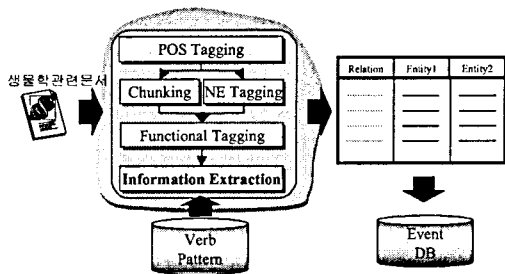 생물학관련문서
POS Tagging
Chunking
NE Tagging
Functional Tagging
Information Extraction
Verb
Pattern
Relation Entity1 Entity2
Event
DB